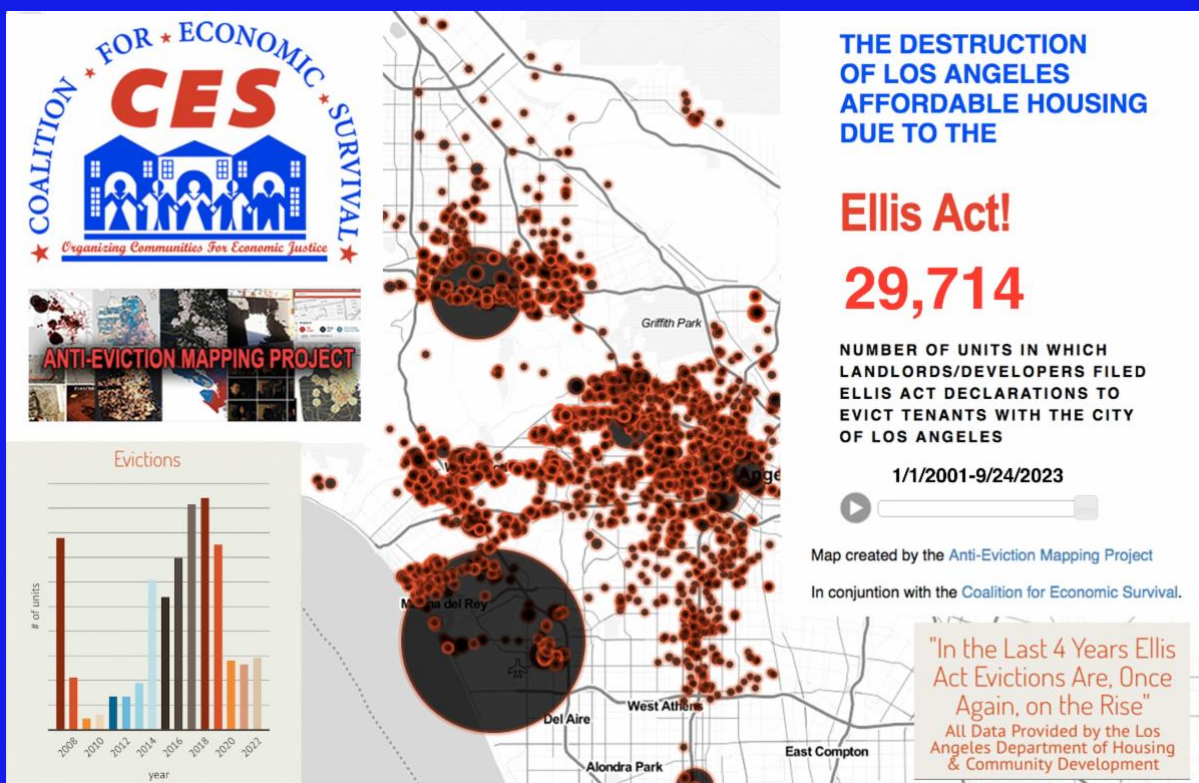 COALITION FOR ECONOMIC SURVIVAL
CES
Organizing Communities For Economic Justice
ANTI-EVICTION MAPPING PROJECT
Evictions
# of units
2008
2010
2012
2014
2016
2018
2020
2022
year
Griffith Park
Ange
M
na del Rey
Del Aire
West Athens
East Compton
Alondra Park
THE DESTRUCTION
OF LOS ANGELES
AFFORDABLE HOUSING
DUE TO THE
Ellis Act!
29,714
NUMBER OF UNITS IN WHICH
LANDLORDS/DEVELOPERS FILED
ELLIS ACT DECLARATIONS TO
EVICT TENANTS WITH THE CITY
OF LOS ANGELES
1/1/2001-9/24/2023
Map created by the Anti-Eviction Mapping Project
In conjuntion with the Coalition for Economic Survival.
"In the Last 4 Years Ellis
Act Evictions Are, Once
Again, on the Rise"
All Data Provided by the Los
Angeles Department of Housing
& Community Development